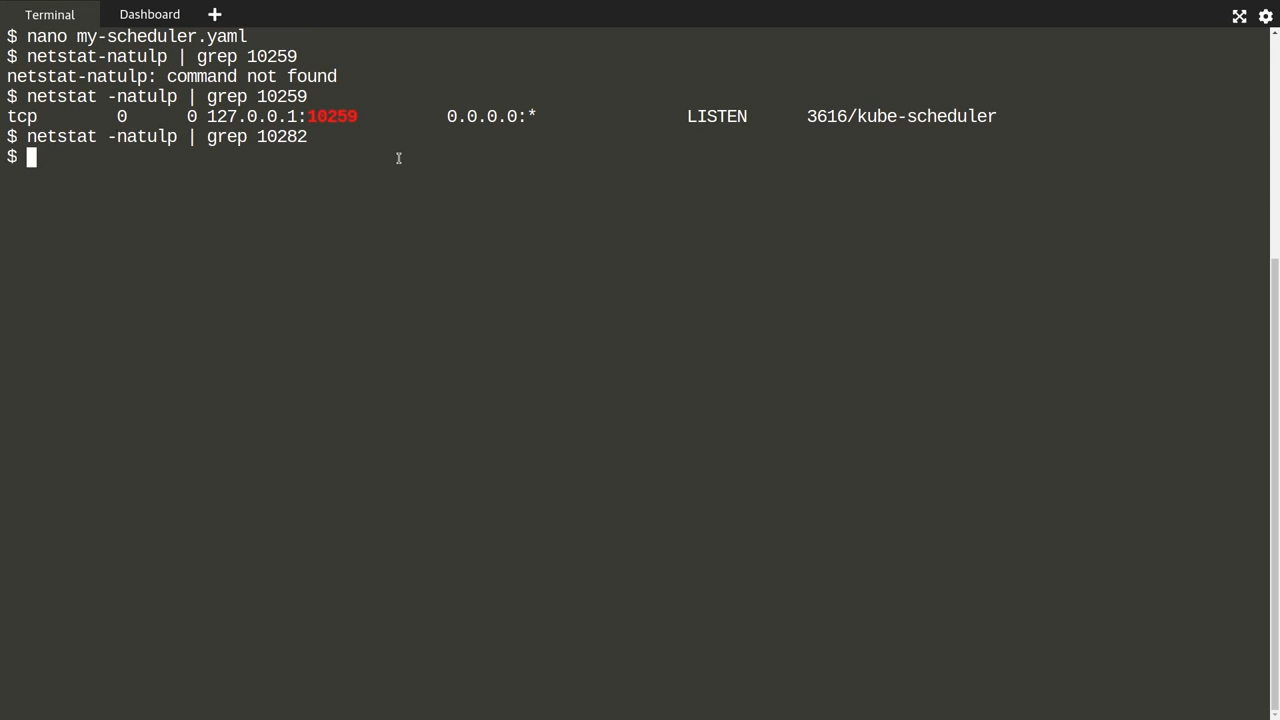 Terminal Dashboard
$ nano my-scheduler.yaml
$ netstat-natulp | grep 10259
netstat-natulp: command not found
$ netstat -natulp | grep 10259
tcp        0      0 127.0.0.1:10259         0.0.0.0:*               LISTEN      3616/kube-scheduler
$ netstat -natulp | grep 10282
$